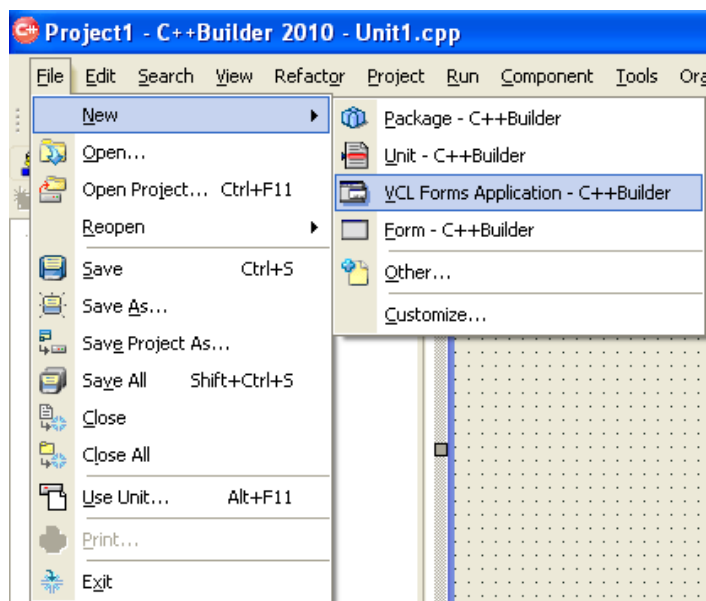 Project1 - C++Builder 2010 - Unit1.cpp
File Edit Search View Refactor Project Run Component Tools
New
Open...
Open Project... Ctrl+F11
Reopen
Save Ctrl+S
Save As...
Save Project As...
Save All Shift+Ctrl+S
Close
Close All
Use Unit... Alt+F11
Print...
Exit
Package - C++Builder
Unit - C++Builder
VCL Forms Application - C++Builder
Form - C++Builder
Other...
Customize...